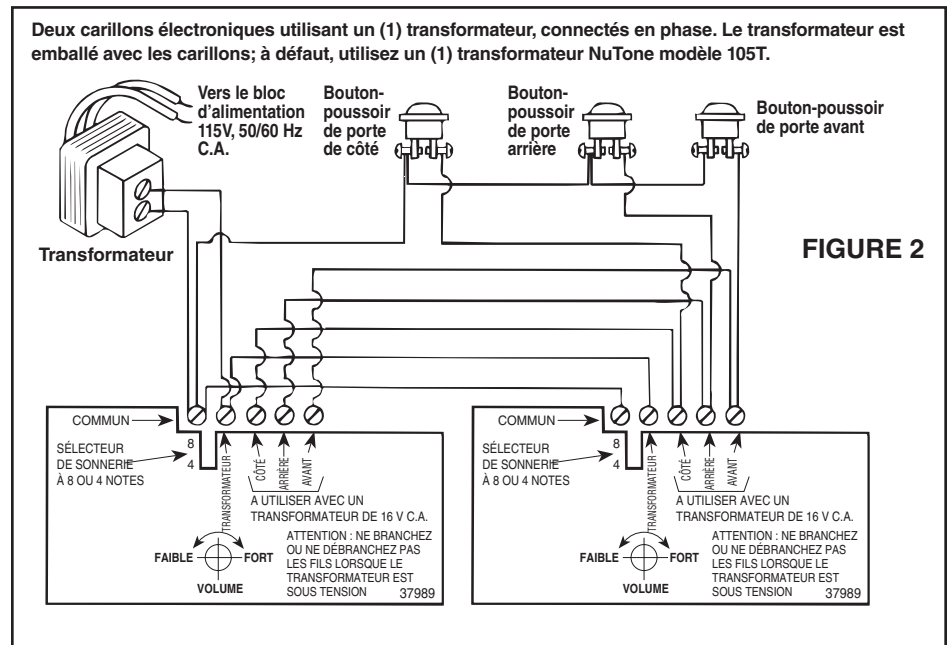 Deux carillons électroniques utilisant un (1) transformateur, connectés en phase. Le transformateur est
emballé avec les carillons; à défaut, utilisez un (1) transformateur NuTone modèle 105T.
Vers le bloc
d'alimentation
115V, 50/60 Hz
C.A.
Bouton-
poussoir
de porte
de côté
Bouton-
poussoir
de porte
arrière
Bouton-poussoir
de porte avant
Transformateur
FIGURE 2
COMMUN
8
4
SÉLECTEUR
DE SONNERIE
À 8 OU 4 NOTES
TRANSFORMATEUR
CÔTÉ
ARRIÈRE
AVANT
A UTILISER AVEC UN
TRANSFORMATEUR DE 16 V C.A.
FAIBLE
FORT
VOLUME
ATTENTION : NE BRANCHEZ
OU NE DÉBRANCHEZ PAS
LES FILS LORSQUE LE
TRANSFORMATEUR EST
SOUS TENSION
37989
COMMUN
8
4
SÉLECTEUR
DE SONNERIE
À 8 OU 4 NOTES
TRANSFORMATEUR
CÔTÉ
ARRIÈRE
AVANT
A UTILISER AVEC UN
TRANSFORMATEUR DE 16 V C.A.
FAIBLE
FORT
VOLUME
ATTENTION : NE BRANCHEZ
OU NE DÉBRANCHEZ PAS
LES FILS LORSQUE LE
TRANSFORMATEUR EST
SOUS TENSION
37989